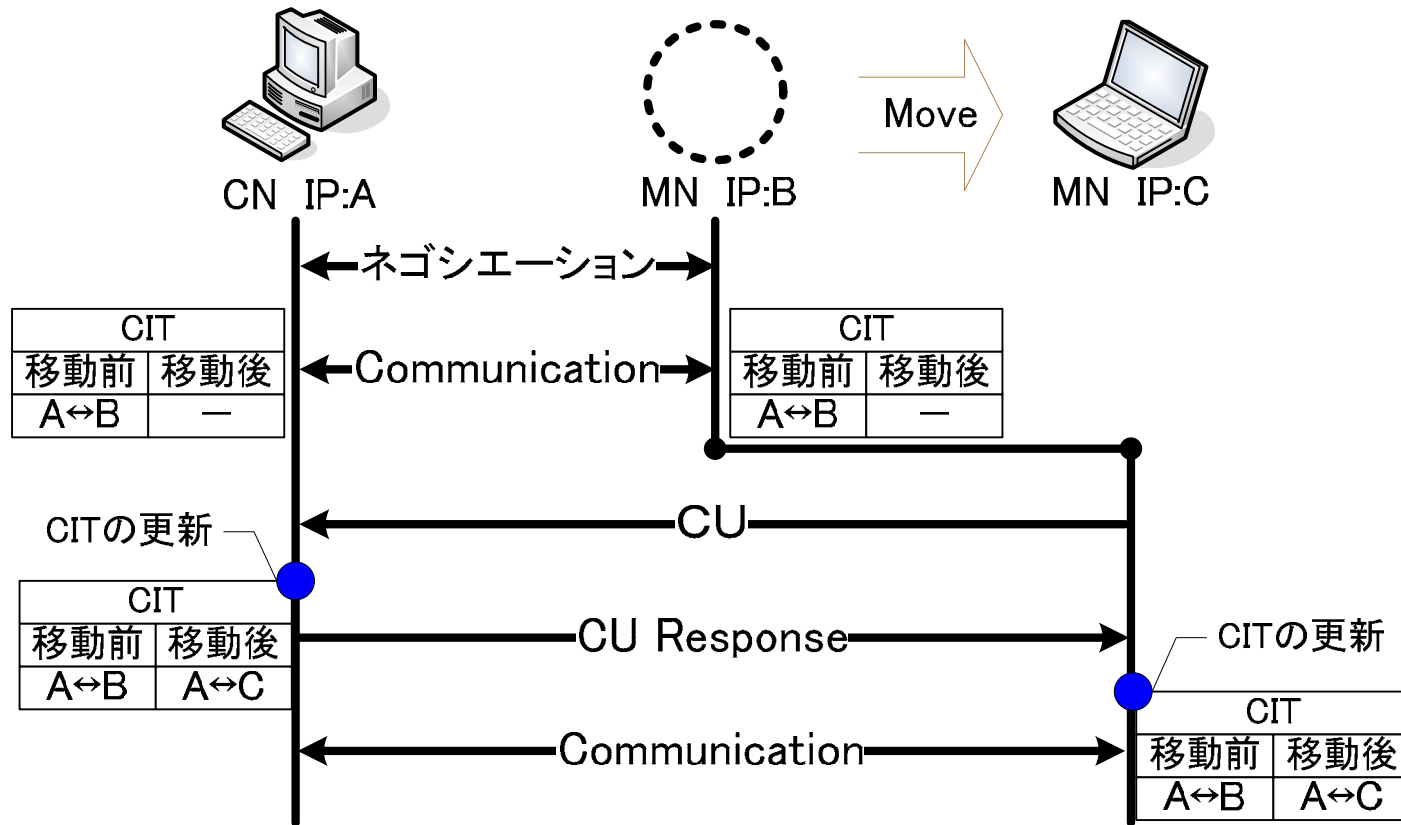 Move
CN IP:A
MN IP:B
MN IP:C
ネゴシエーション
CIT
移動前 移動後
A↔B －
Communication
CIT
移動前 移動後
A↔B －
CU
CITの更新
CIT
移動前 移動後
A↔B A↔C
CU Response
CITの更新
CIT
移動前 移動後
A↔B A↔C
Communication